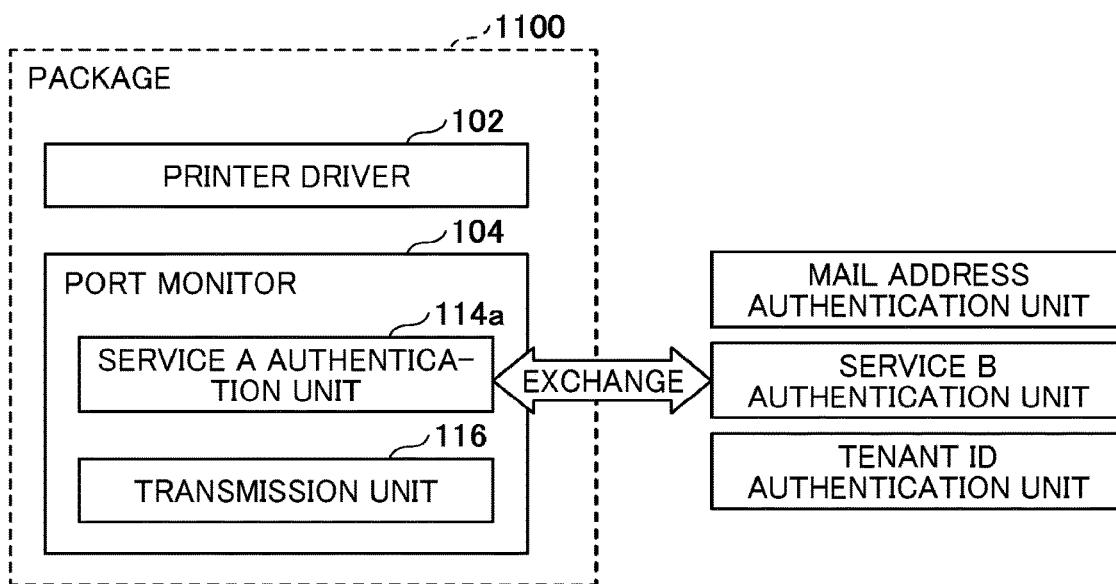 1100
PACKAGE
102
PRINTER DRIVER
104
PORT MONITOR
114a
SERVICE A AUTHENTICA-
TION UNIT
116
TRANSMISSION UNIT
EXCHANGE
MAIL ADDRESS
AUTHENTICATION UNIT
SERVICE B
AUTHENTICATION UNIT
TENANT ID
AUTHENTICATION UNIT